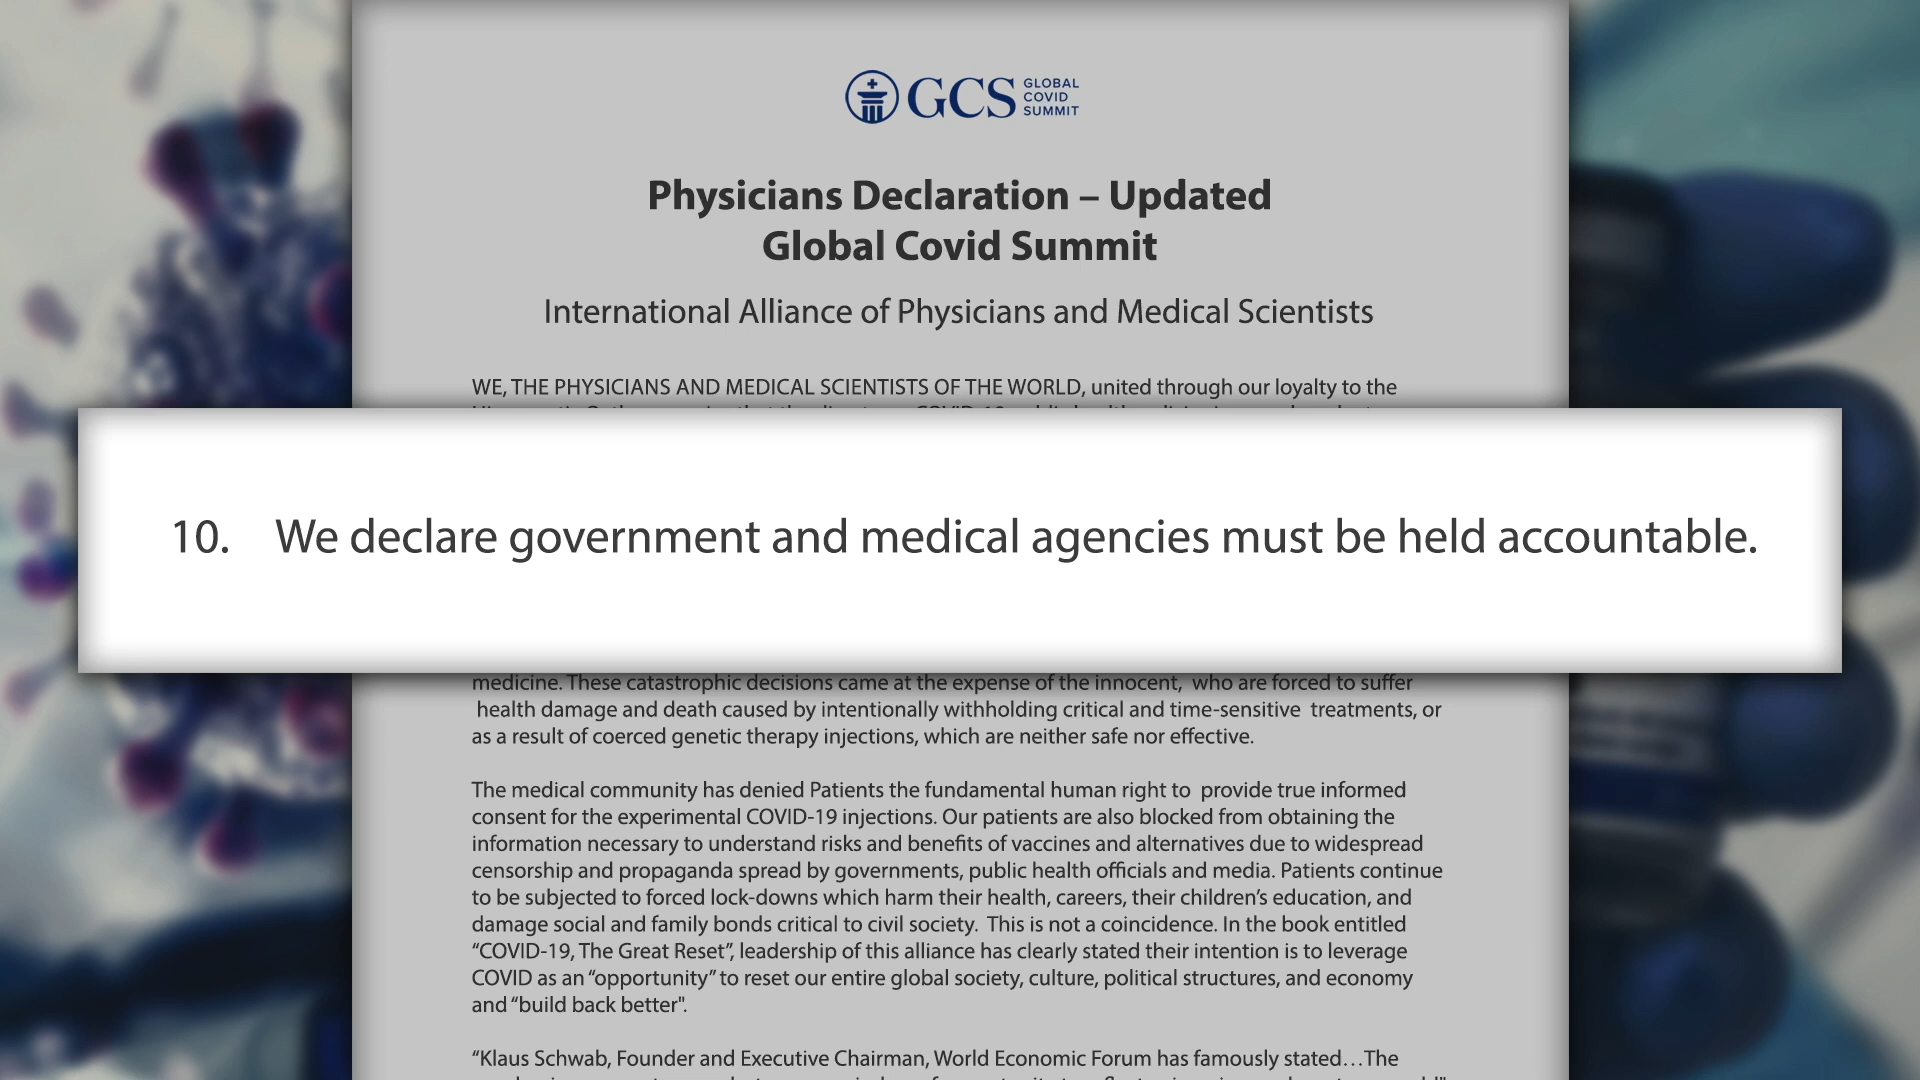 GCS GLOBAL
COVID
SUMMIT
Physicians Declaration – Updated
Global Covid Summit
International Alliance of Physicians and Medical Scientists
WE, THE PHYSICIANS AND MEDICAL SCIENTISTS OF THE WORLD, united through our loyalty to the
10. We declare government and medical agencies must be held accountable.
medicine. These catastrophic decisions came at the expense of the innocent, who are forced to suffer
health damage and death caused by intentionally withholding critical and time-sensitive treatments, or
as a result of coerced genetic therapy injections, which are neither safe nor effective.
The medical community has denied Patients the fundamental human right to provide true informed
consent for the experimental COVID-19 injections. Our patients are also blocked from obtaining the
information necessary to understand risks and benefits of vaccines and alternatives due to widespread
censorship and propaganda spread by governments, public health officials and media. Patients continue
to be subjected to forced lock-downs which harm their health, careers, their children's education, and
damage social and family bonds critical to civil society. This is not a coincidence. In the book entitled
“COVID-19, The Great Reset”, leadership of this alliance has clearly stated their intention is to leverage
COVID as an “opportunity” to reset our entire global society, culture, political structures, and economy
and “build back better".
“Klaus Schwab, Founder and Executive Chairman, World Economic Forum has famously stated…The